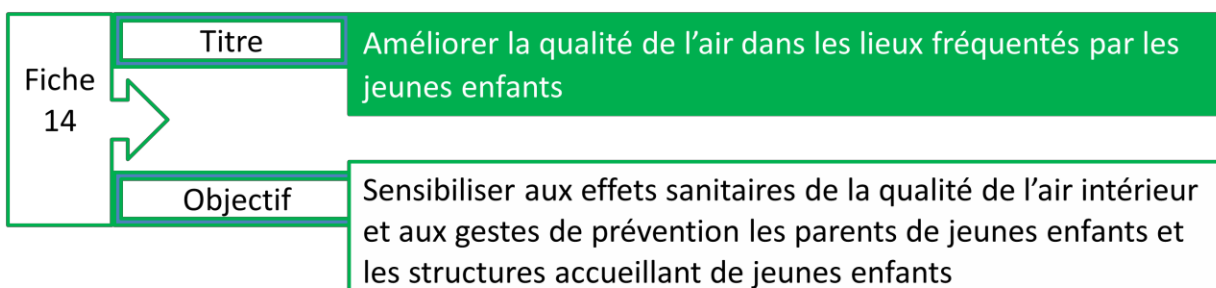 Fiche
14
Titre
Améliorer la qualité de l’air dans les lieux fréquentés par les
jeunes enfants
Objectif
Sensibiliser aux effets sanitaires de la qualité de l’air intérieur
et aux gestes de prévention les parents de jeunes enfants et
les structures accueillant de jeunes enfants